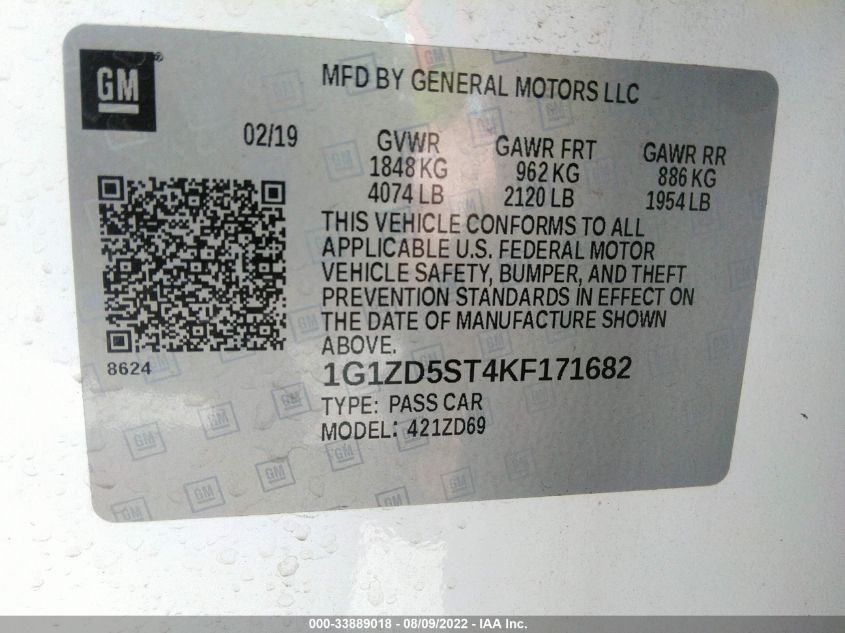 GM
MFD BY GENERAL MOTORS LLC
02/19 GVWR GAWR FRT GAWR RR
1848 KG 962 KG 886 KG
4074 LB 2120 LB 1954 LB
THIS VEHICLE CONFORMS TO ALL
APPLICABLE U.S. FEDERAL MOTOR
VEHICLE SAFETY, BUMPER, AND THEFT
PREVENTION STANDARDS IN EFFECT ON
THE DATE OF MANUFACTURE SHOWN
ABOVE.
8624
1G1ZD5ST4KF171682
TYPE: PASS CAR
MODEL: 421ZD69
000-33889018 - 08/09/2022 - IAA Inc.